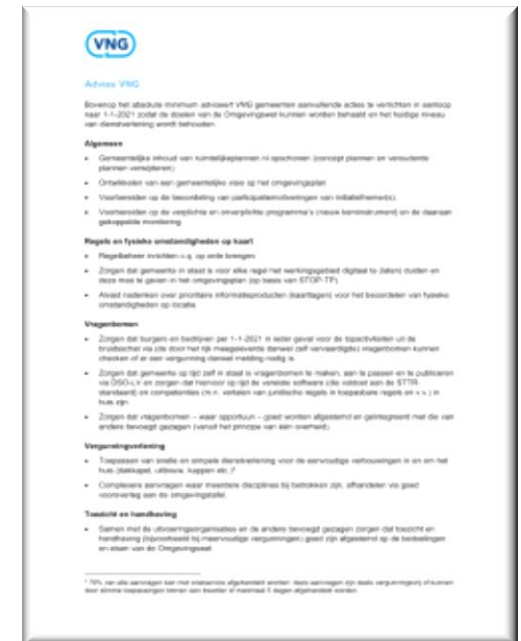 VNG
Advies VNG
Bovenop het absolute minimum adviseert VNG gemeenten aanvullende acties te verrichten in aanloop
naar 1-1-2021 zodat de doelen van de Omgevingswet kunnen worden behaald en het huidige niveau
van dienstverlening wordt behouden.
Algemeen
• Gemeentelijke inhoud van ruimtelijkeplannen.nl opschonen (concept plannen en verouderde
plannen verwijderen).
• Ontwikkelen van een gemeentelijke visie op het omgevingsplan
• Voorbereiden op de beoordeling van participatiemotiveringen van initiatiefnemer(s).
• Voorbereiden op de verplichte en onverplichte programma's (nieuw kerninstrument) en de daaraan
gekoppelde monitoring.
Regels en fysieke omstandigheden op kaart
• Regelbeheer inrichten c.q. op orde brengen
• Zorgen dat gemeente in staat is voor elke regel het werkingsgebied digitaal te (laten) duiden en
deze mee te geven in het omgevingsplan (op basis van STOP-TP).
• Alvast nadenken over prioritaire informatieproducten (kaartlagen) voor het beoordelen van fysieke
omstandigheden op locatie.
Vragenbomen
• Zorgen dat burgers en bedrijven per 1-1-2021 in ieder geval voor de topactiviteiten uit de
bruidsschat via (de door het rijk meegeleverde danwel zelf vervaardigde) vragenbomen kunnen
checken of er een vergunning danwel melding nodig is.
• Zorgen dat gemeente op tijd zelf in staat is vragenbomen te maken, aan te passen en te publiceren
via DSO-LV en zorgen dat hiervoor op tijd de vereiste software (die voldoet aan de STTR-
standaard) en competenties (m.n. vertalen van juridische regels in toepasbare regels en v.v.) in
huis zijn.
• Zorgen dat vragenbomen – waar opportuun – goed worden afgestemd en geïntegreerd met die van
andere bevoegd gezagen (vanuit het principe van één overheid).
Vergunningverlening
• Toepassen van snelle en simpele dienstverlening voor de eenvoudige verbouwingen in en om het
huis (dakkapel, uitbouw, kappen etc.)¹
• Complexere aanvragen waar meerdere disciplines bij betrokken zijn, afhandelen via goed
vooroverleg aan de omgevingstafel.
Toezicht en handhaving
• Samen met de uitvoeringsorganisaties en de andere bevoegd gezagen zorgen dat toezicht en
handhaving (bijvoorbeeld bij meervoudige vergunningen) goed zijn afgestemd op de bedoelingen
en eisen van de Omgevingswet.